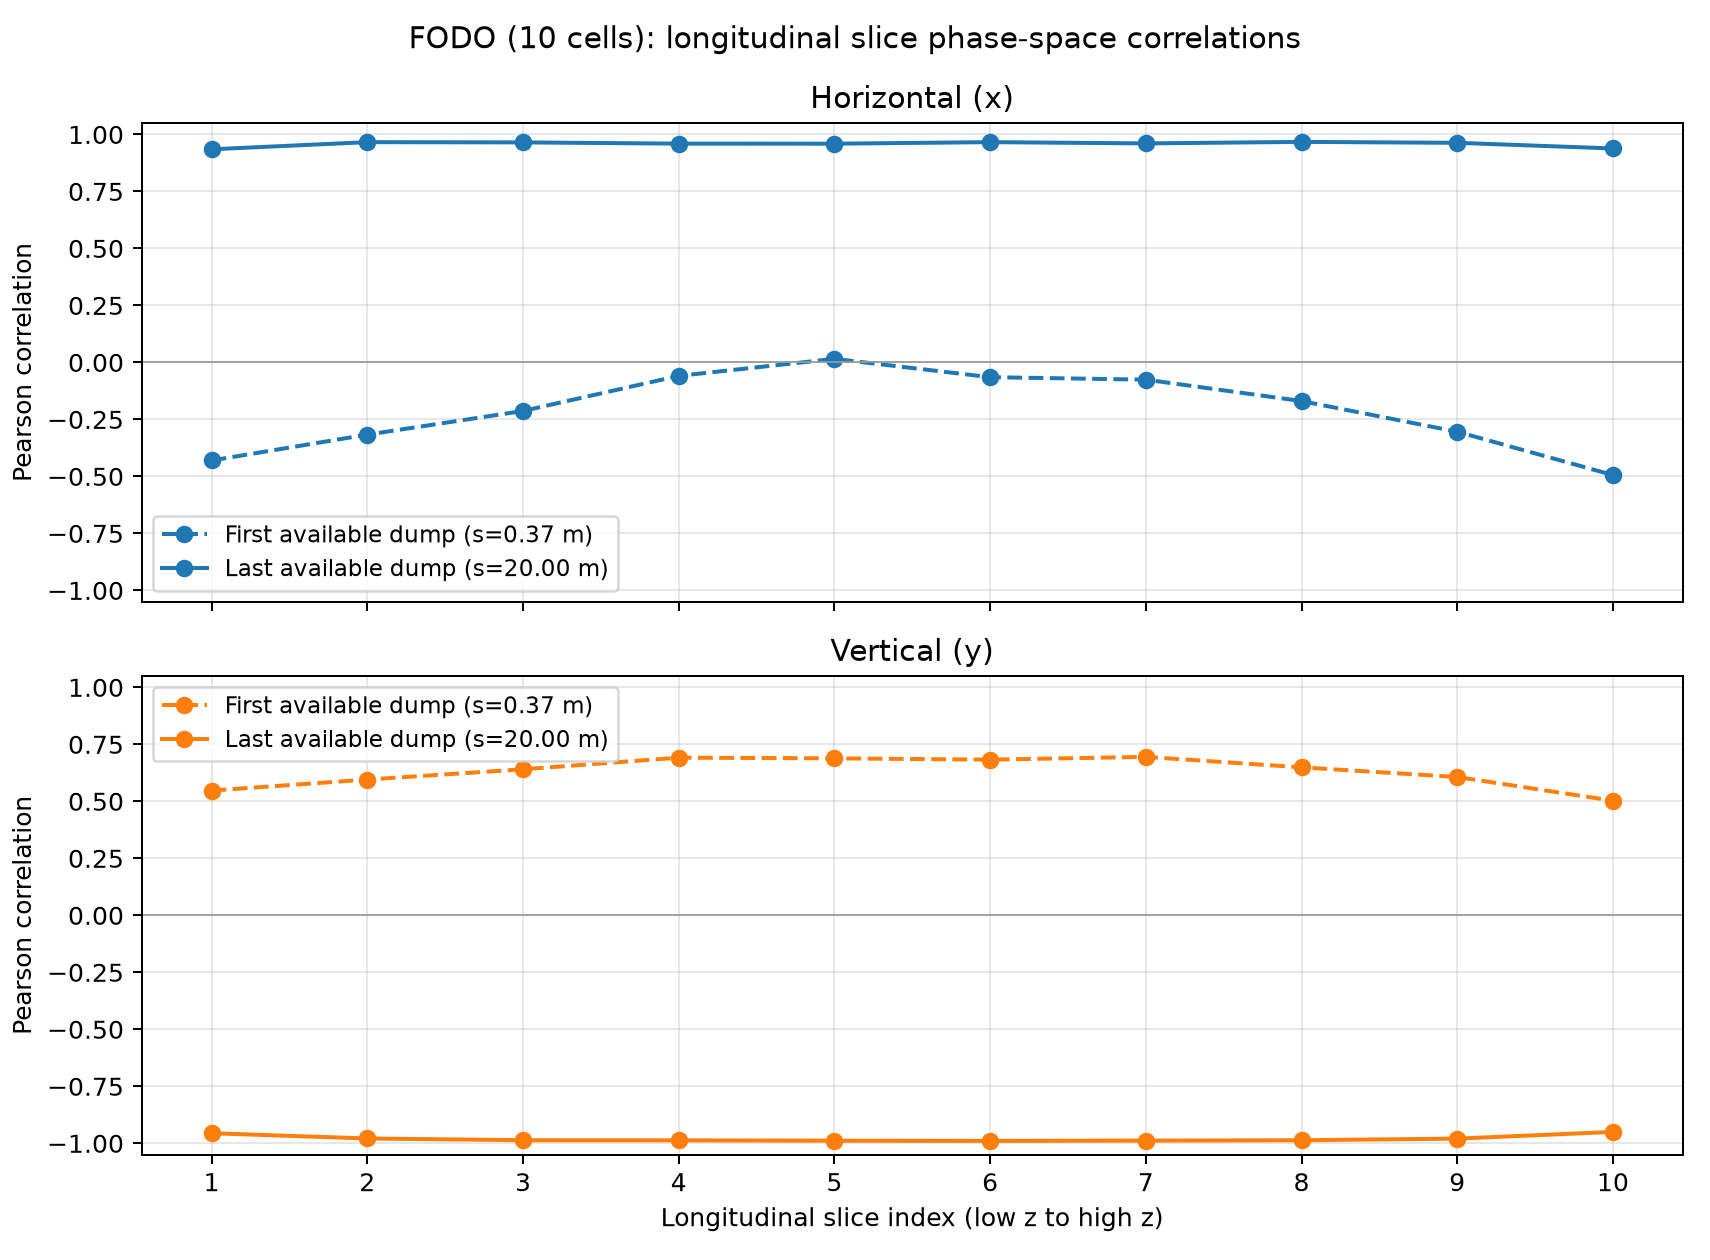 FODO (10 cells): longitudinal slice phase-space correlations
Horizontal (x)
Pearson correlation
1.00
0.75
0.50
0.25
0.00
−0.25
−0.50
−0.75
−1.00
First available dump (s=0.37 m)
Last available dump (s=20.00 m)
Vertical (y)
Pearson correlation
1.00
0.75
0.50
0.25
0.00
−0.25
−0.50
−0.75
−1.00
First available dump (s=0.37 m)
Last available dump (s=20.00 m)
1 2 3 4 5 6 7 8 9 10
Longitudinal slice index (low z to high z)